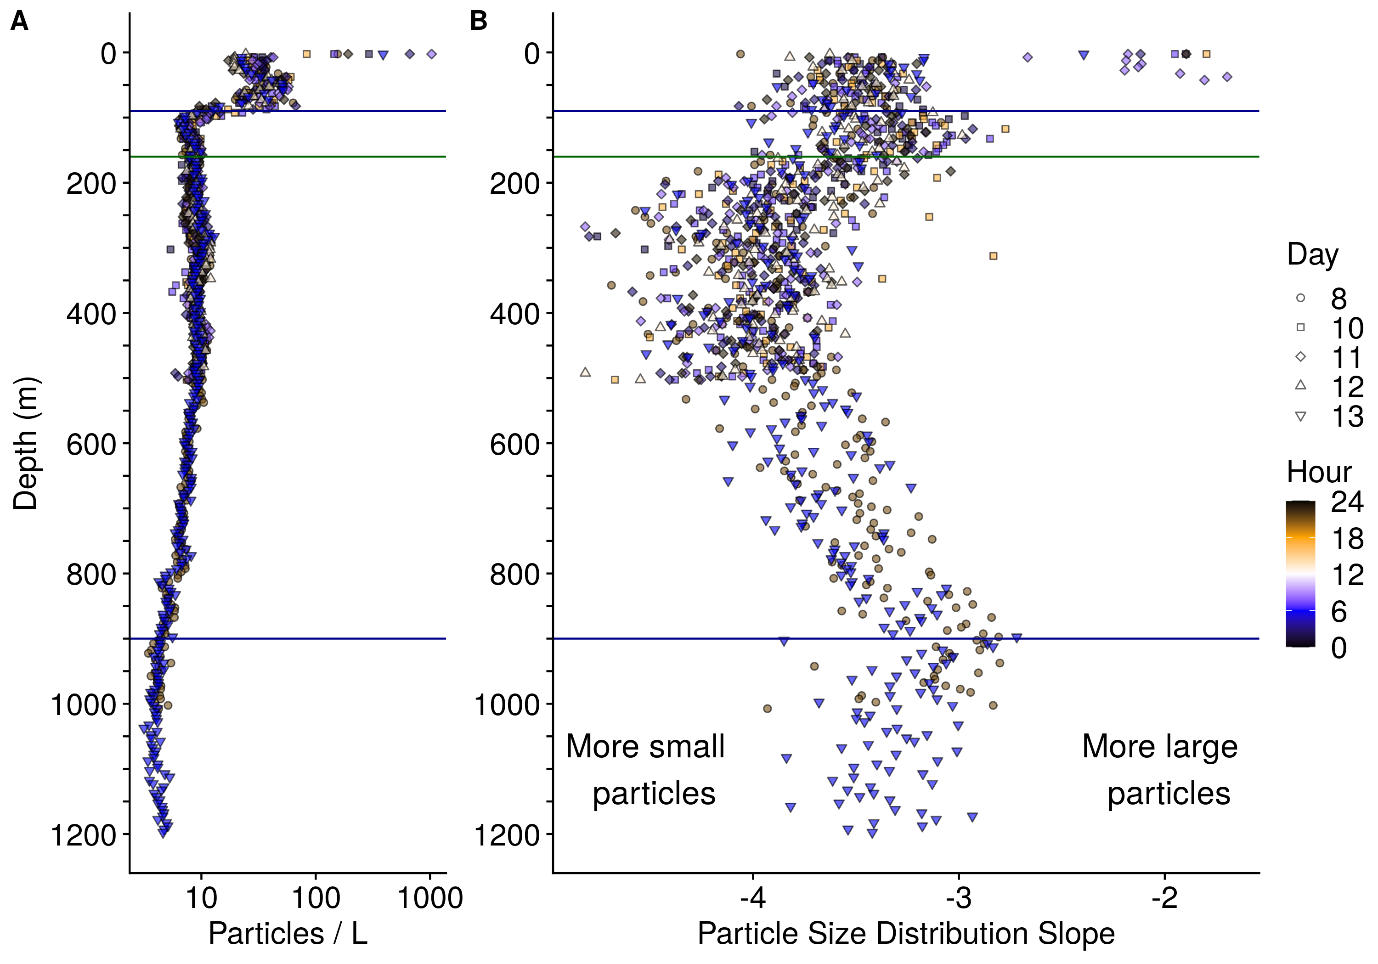 A
B
0
200
400
600
800
1000
1200
Depth (m)
10
100
1000
Particles / L
0
200
400
600
800
1000
1200
More small
particles
More large
particles
-4
-3
-2
Particle Size Distribution Slope
Day
8
10
11
12
13
Hour
24
18
12
6
0